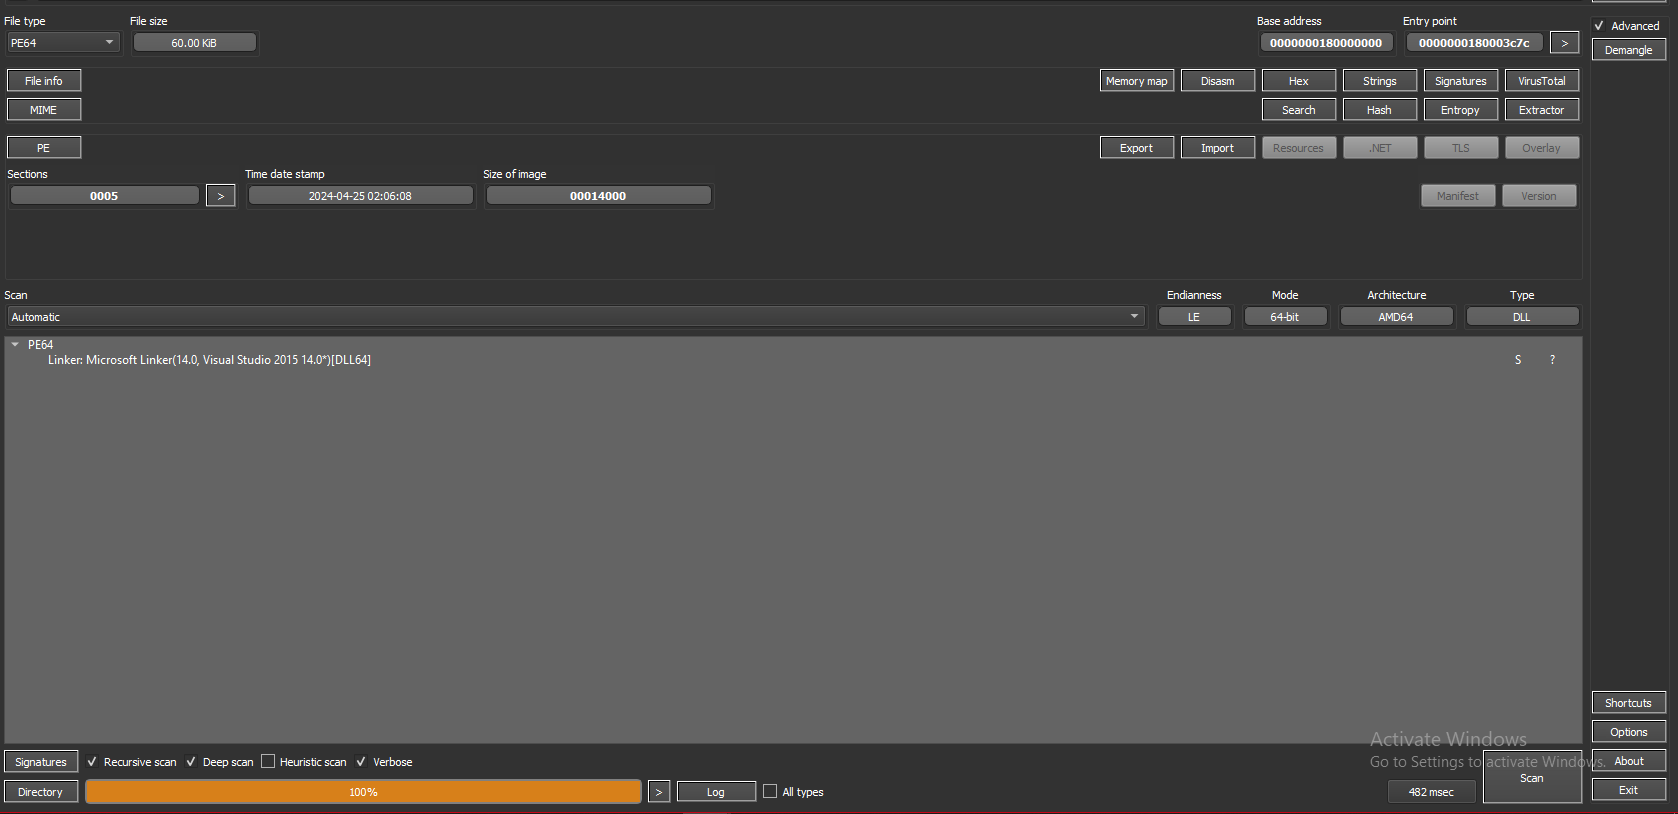 File type File size Base address Entry point Advanced
PE64 60.00 KiB 0000000180000000 0000000180003c7c > Demangle
File info Memory map Disasm Hex Strings Signatures VirusTotal
MIME Search Hash Entropy Extractor
PE Export Import Resources .NET TLS Overlay
Sections Time date stamp Size of image
0005 > 2024-04-25 02:06:08 00014000 Manifest Version
Scan Endianness Mode Architecture Type
Automatic LE 64-bit AMD64 DLL
PE64
Linker: Microsoft Linker(14.0, Visual Studio 2015 14.0*)[DLL64] S ?
Shortcuts
Options
Activate Windows
Go to Settings to activate Windows.
About
Signatures Recursive scan Deep scan Heuristic scan Verbose
Scan
Directory 100% > Log All types 482 msec Exit